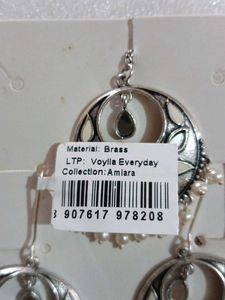 Material: Brass
LTP: Voylla Everyday
Collection: Amiara
8 907617 978208